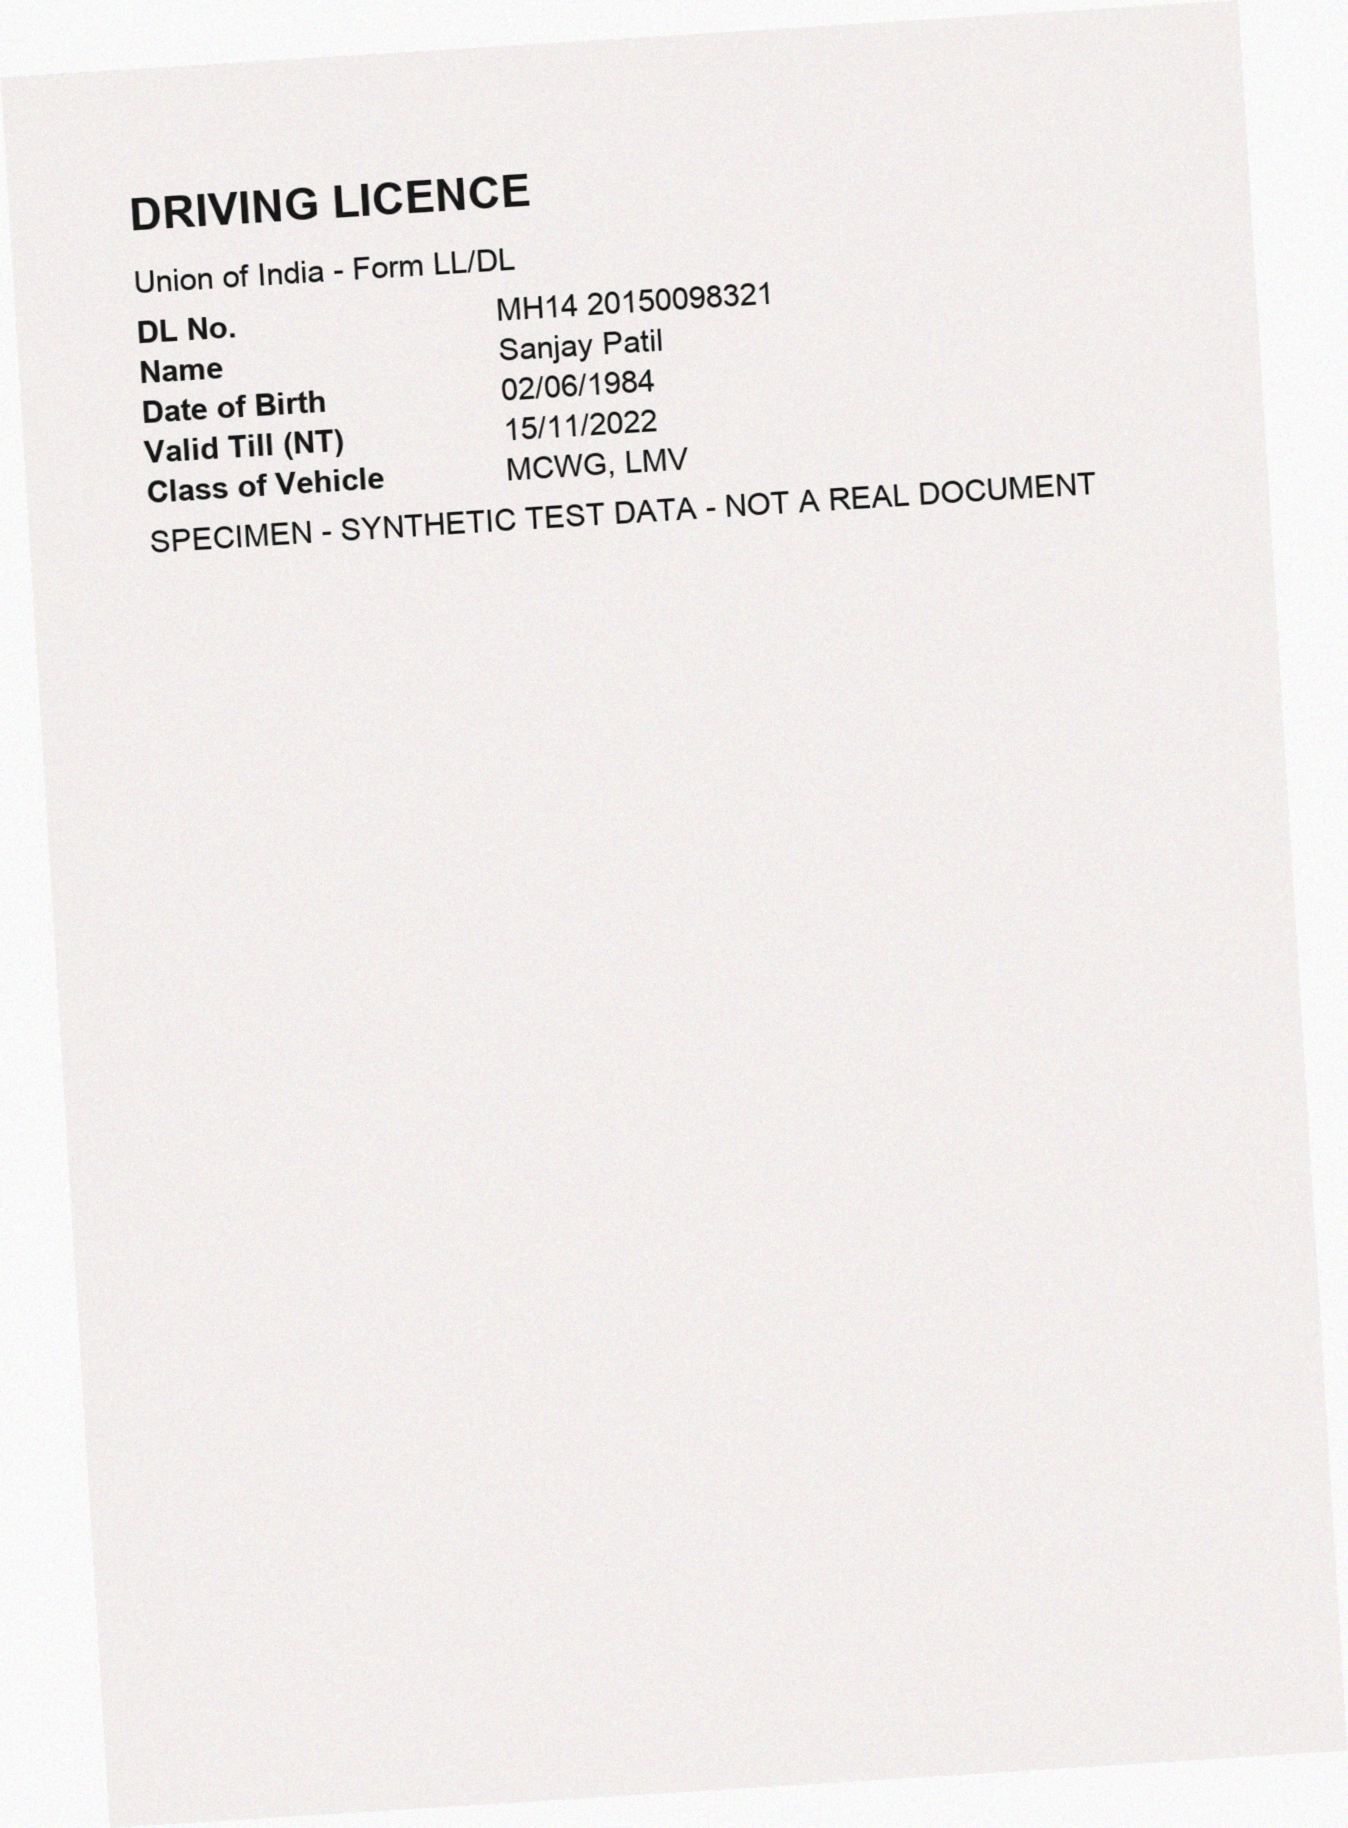 DRIVING LICENCE
Union of India - Form LL/DL
DL No. MH14 20150098321
Name Sanjay Patil
Date of Birth 02/06/1984
Valid Till (NT) 15/11/2022
Class of Vehicle MCWG, LMV
SPECIMEN - SYNTHETIC TEST DATA - NOT A REAL DOCUMENT